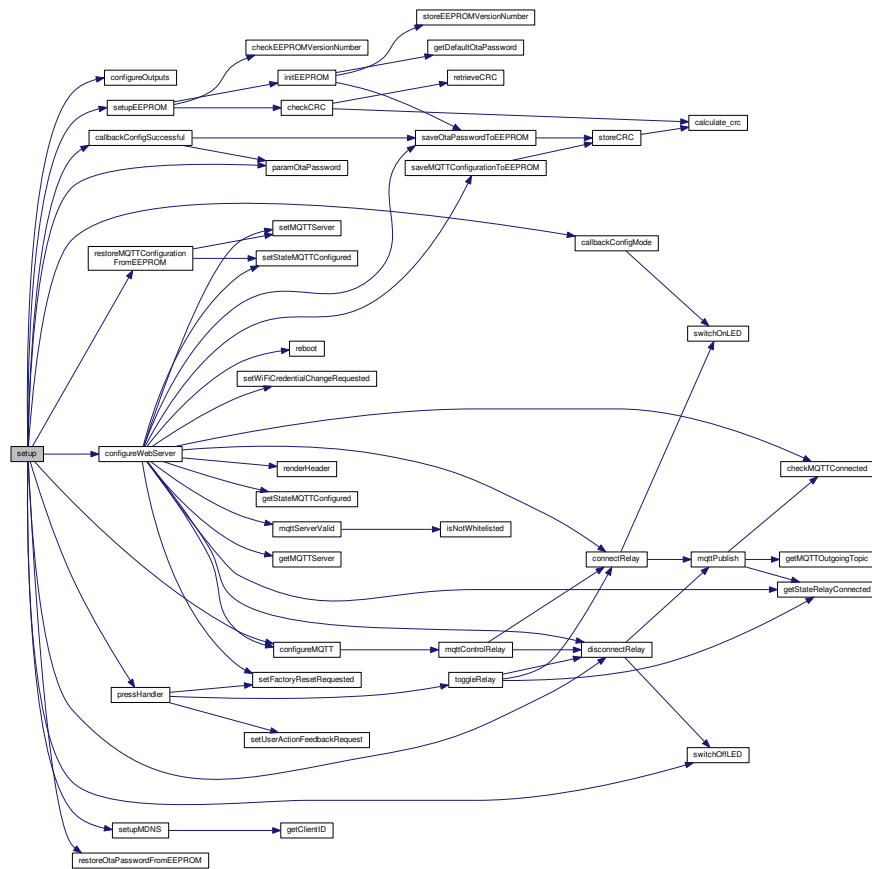 storeEEPROMVersionNumber
checkEEPROMVersionNumber
getDefaultOtaPassword
configureOutputs
initEEPROM
retrieveCRC
setupEEPROM
checkCRC
calculate_crc
callbackConfigSuccessful
saveOtaPasswordToEEPROM
storeCRC
paramOtaPassword
saveMQTTConfigurationToEEPROM
setMQTTServer
callbackConfigMode
restoreMQTTConfiguration
FromEEPROM
setStateMQTTConfigured
switchOnLED
reboot
setWiFiCredentialChangeRequested
setup
configureWebServer
renderHeader
checkMQTTConnected
getStateMQTTConfigured
mqttServerValid
isNotWhitelisted
getMQTTServer
connectRelay
mqttPublish
getMQTTOutgoingTopic
getStateRelayConnected
configureMQTT
mqttControlRelay
disconnectRelay
setFactoryResetRequested
toggleRelay
pressHandler
setUserActionFeedbackRequest
switchOffLED
setupMDNS
getClientID
restoreOtaPasswordFromEEPROM